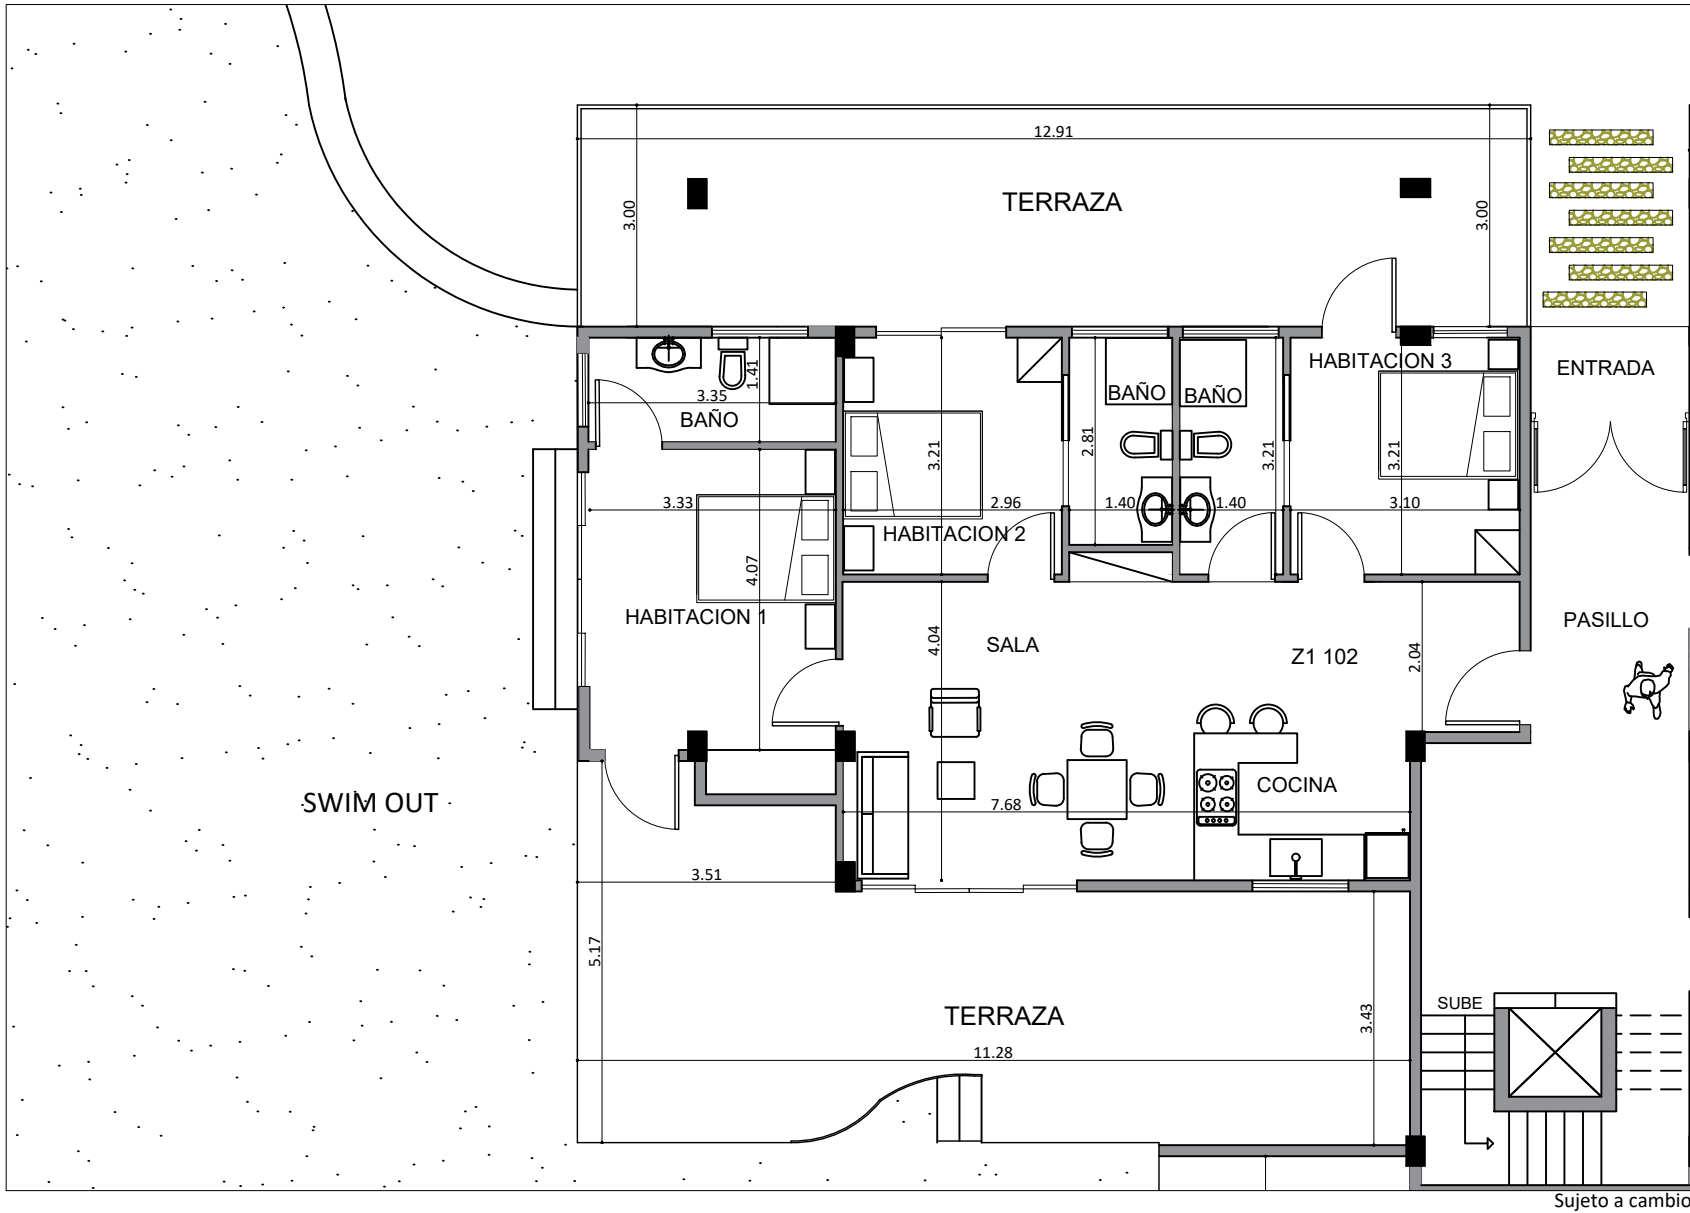 12.91
TERRAZA
3.00
3.00
HABITACION 3
ENTRADA
1.41
3.35
BAÑO
BAÑO
BAÑO
3.21
2.81
3.21
3.21
3.33
2.96
1.40
1.40
3.10
HABITACION 2
4.07
HABITACION 1
4.04
SALA
Z1 102
2.04
PASILLO
COCINA
SWIM OUT
7.68
3.51
5.17
TERRAZA
3.43
SUBE
11.28
Sujeto a cambio